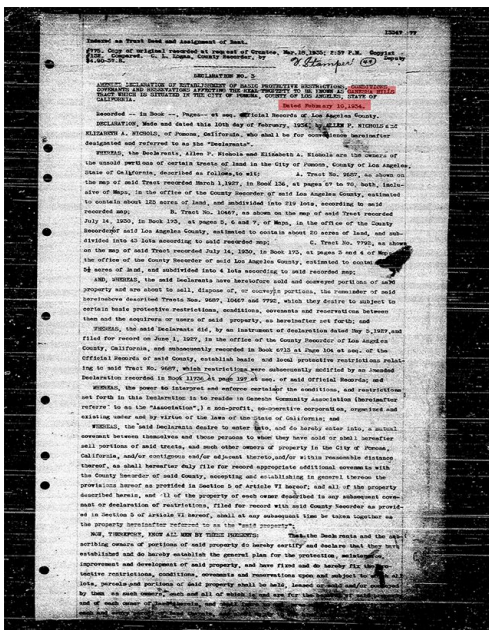 13247 77
Indexed as Trust Deed and Assignment of Rent.
#775. Copy of original recorded at request of Grantee, Mar.18,1935; 2:57 P.M. Copyist
C. L. Logan, County Recorder, by Deputy
$4.90-37.S.
DECLARATION NO. 3-
AMENDED DECLARATION OF ESTABLISHMENT OF BASIC PROTECTIVE RESTRICTIONS, CONDITIONS,
COVENANTS AND RESERVATIONS AFFECTING THE REAL PROPERTY TO BE KNOWN AS GANESHA HILLS
TRACT WHICH IS SITUATED IN THE CITY OF POMONA, COUNTY OF LOS ANGELES, STATE OF
CALIFORNIA.
Dated February 10,1934.
Recorded -- in Book --, Pages-- et seq. Official Records of Los Angeles County.
DECLARATION, Made and dated this 10th day of February, 1934, by ALLEN P. NICHOLS and
ELIZABETH A. NICHOLS, of Pomona, California, who shall be for convenience hereinafter
designated and referred to as the "Declarants".
WHEREAS, the Declarants, Allen P. Nichols and Elizabeth A. Nichols are the owners of
the unsold portions of certain tracts of land in the City of Pomona, County of Los Angeles,
State of California, described as follows, to wit; A. Tract No. 9687, as shown on
the map of said Tract recorded March 1,1927, in Book 136, at pages 67 to 70, both, inclu-
sive of Maps, in the office of the County Recorder of said Los Angeles County, estimated
to contain about 125 acres of land, and subdivided into 219 lots, according to said
recorded map; B. Tract No. 10467, as shown on the map of said Tract recorded
July 14, 1930, in Book 173, at pages 5, 6 and 7, of Maps, in the office of the County
Recorder of said Los Angeles County, estimated to contain about 20 acres of land, and sub-
divided into 43 lots according to said recorded map; C. Tract No. 7792, as shown
on the map of said Tract recorded July 14, 1930, in Book 173, at pages 3 and 4 of Maps
the office of the County Recorder of said Los Angeles County, estimated to
acres of land, and subdivided into 4 lots according to said recorded map;
AND, WHEREAS, the said Declarants have heretofore sold and conveyed portions of said
property and are about to sell, dispose of, or convey in portions, the remainder of said
hereinabove described Tracts Nos. 9687, 10467 and 7792, which they desire to subject to
certain basic protective restrictions, conditions, covenants and reservations between
them and the acquirers or users of said property, as hereinafter set forth; and
WHEREAS, the said Declarants did, by an instrument of declaration dated May 5,1927,and
filed for record on June 1, 1927, in the office of the County Recorder of Los Angeles
County, California, and subsequently recorded in Book 6713 at Page 104 et seq. of the
Official Records of said County, establish basic and local protective restrictions relat-
ing to said Tract No. 9687, which restrictions were subsequently modified by an Amended
Declaration recorded in Book 11736 at page 197 et seq. of said Official Records; and
WHEREAS, the power to interpret and enforce certain of the conditions, and restrictions
set forth in this Declaration is to reside in Ganesha Community Association (hereinafter
referred to as the "Association",) a non-profit, co-operative corporation, organized and
existing under and by virtue of the laws of the State of California; and
WHEREAS, the said Declarants desire to enter into, and do hereby enter into, a mutual
covenant between themselves and those persons to whom they have sold or shall hereafter
sell portions of said tracts, and such other owners of property in the City of Pomona,
California, and/or contiguous and/or adjacent thereto, and/or within reasonable distance
thereof, as shall hereafter duly file for record appropriate additional covenants with
the County Recorder of said County, accepting and establishing in general thereon the
provisions hereof as provided in Section 5 of Article VI hereof; and all of the property
described herein, and all of the property of each owner described in any subsequent cove-
nant or declaration of restrictions, filed for record with said County Recorder as provid-
ed in Section 5 of Article VI hereof, shall at any subsequent time be taken together as
the property hereinafter referred to as the "said property";
NOW, THEREFORE, KNOW ALL MEN BY THESE PRESENTS: That the Declarants and the sub-
scribing owners of portions of said property do hereby certify and declare that they have
established and do hereby establish the general plan for the protection,
improvement and development of said property, and have fixed and do hereby fix the
tective restrictions, conditions, covenants and reservations upon and subject to which all
lots, parcels and portions of said property shall be held, leased or sold and/or
by them as such owners, each and all of which is and are for the
and of each owner of land therein, and